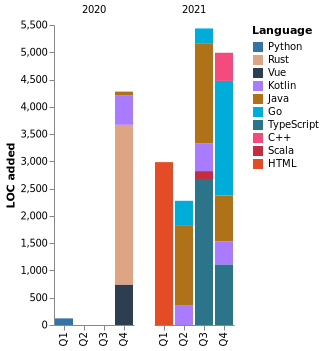 2020
2021
LOC added
5,500
5,000
4,500
4,000
3,500
3,000
2,500
2,000
1,500
1,000
500
0
Q1
Q2
Q3
Q4
Q1
Q2
Q3
Q4
Language
Python
Rust
Vue
Kotlin
Java
Go
TypeScript
C++
Scala
HTML